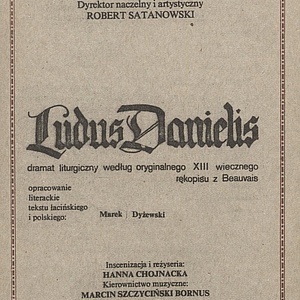 Dyrektor naczelny i artystyczny
ROBERT SATANOWSKI
Ludus Danielis
dramat liturgiczny według oryginalnego XIII wiecznego
rękopisu z Beauvais
opracowanie
literackie
tekstu łacińskiego
i polskiego: Marek Dyżewski
Inscenizacja i reżyseria:
HANNA CHOJNACKA
Kierownictwo muzyczne:
MARCIN SZCZYCIŃSKI BORNUS